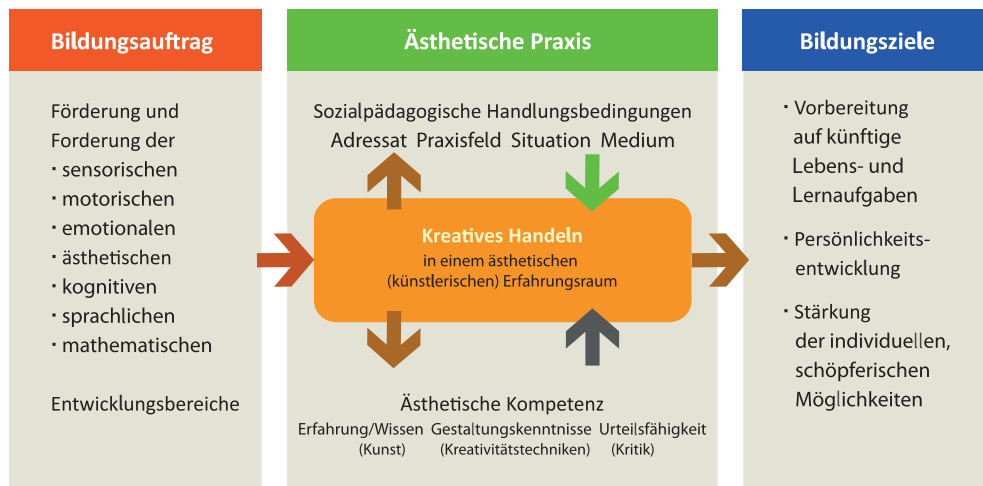 Bildungsauftrag
Förderung und
Forderung der
· sensorischen
· motorischen
· emotionalen
· ästhetischen
· kognitiven
· sprachlichen
· mathematischen
Entwicklungsbereiche
Ästhetische Praxis
Sozialpädagogische Handlungsbedingungen
Adressat Praxisfeld Situation Medium
Kreatives Handeln
in einem ästhetischen
(künstlerischen) Erfahrungsraum
Ästhetische Kompetenz
Erfahrung/Wissen Gestaltungskenntnisse Urteilsfähigkeit
(Kunst) (Kreativitätstechniken) (Kritik)
Bildungsziele
· Vorbereitung
auf künftige
Lebens- und
Lernaufgaben
· Persönlichkeits-
entwicklung
· Stärkung
der individuellen,
schöpferischen
Möglichkeiten